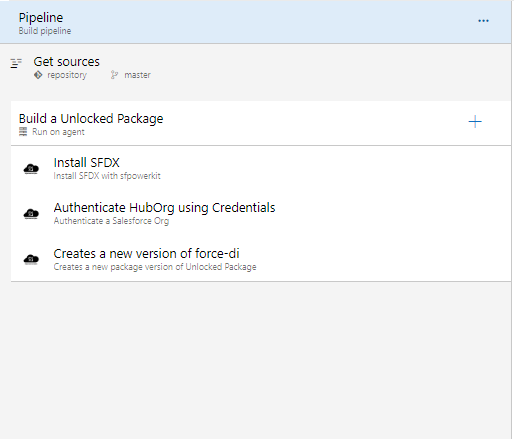 Pipeline
Build pipeline
Get sources
repository master
Build a Unlocked Package
Run on agent
Install SFDX
Install SFDX with sfpowerkit
Authenticate HubOrg using Credentials
Authenticate a Salesforce Org
Creates a new version of force-di
Creates a new package version of Unlocked Package